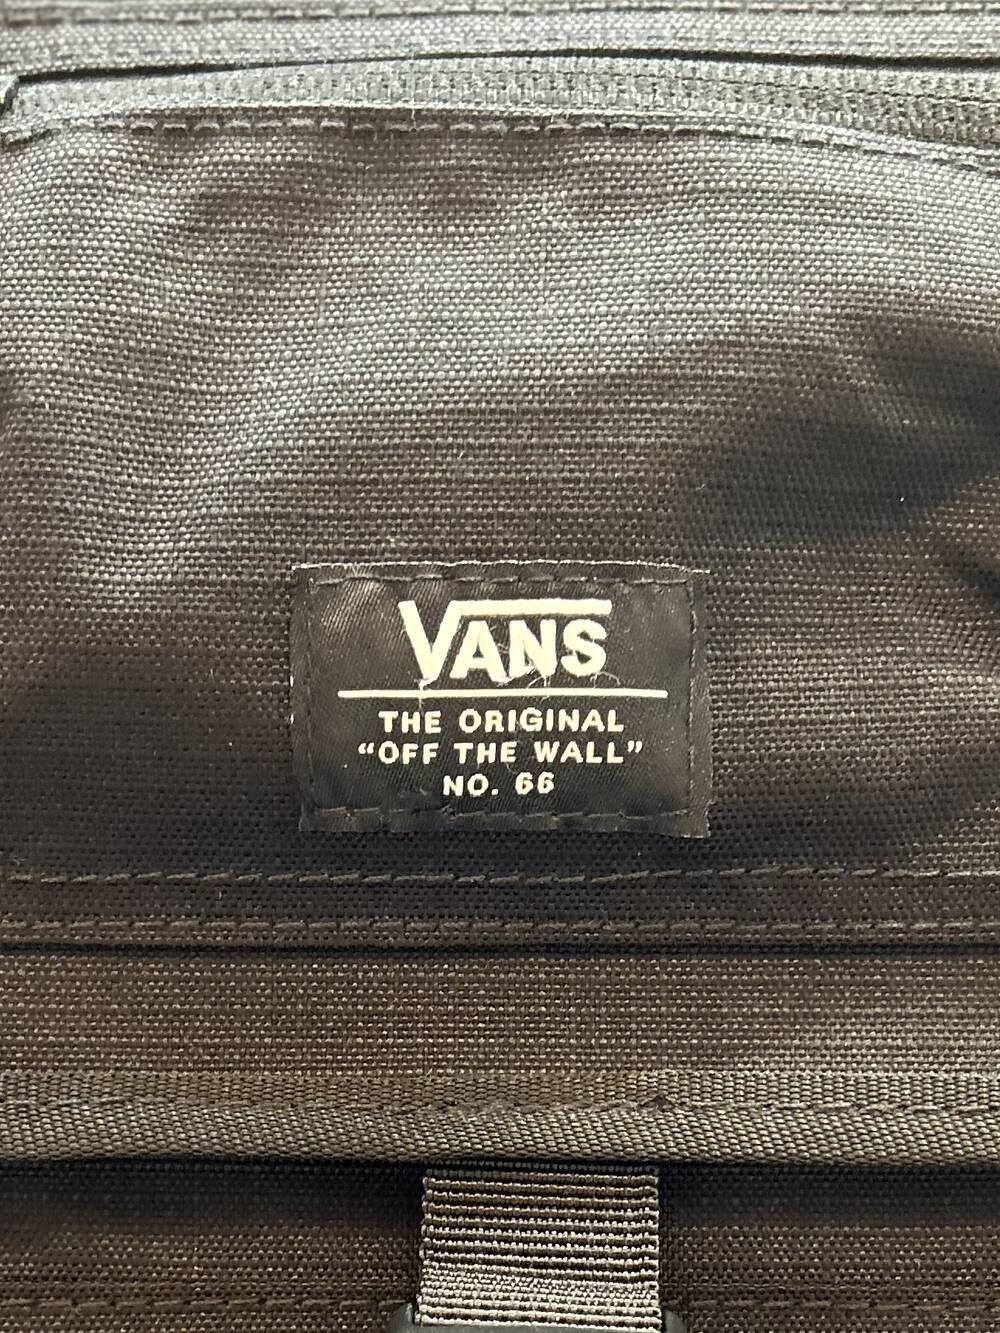 VANS
THE ORIGINAL
“OFF THE WALL”
NO. 66